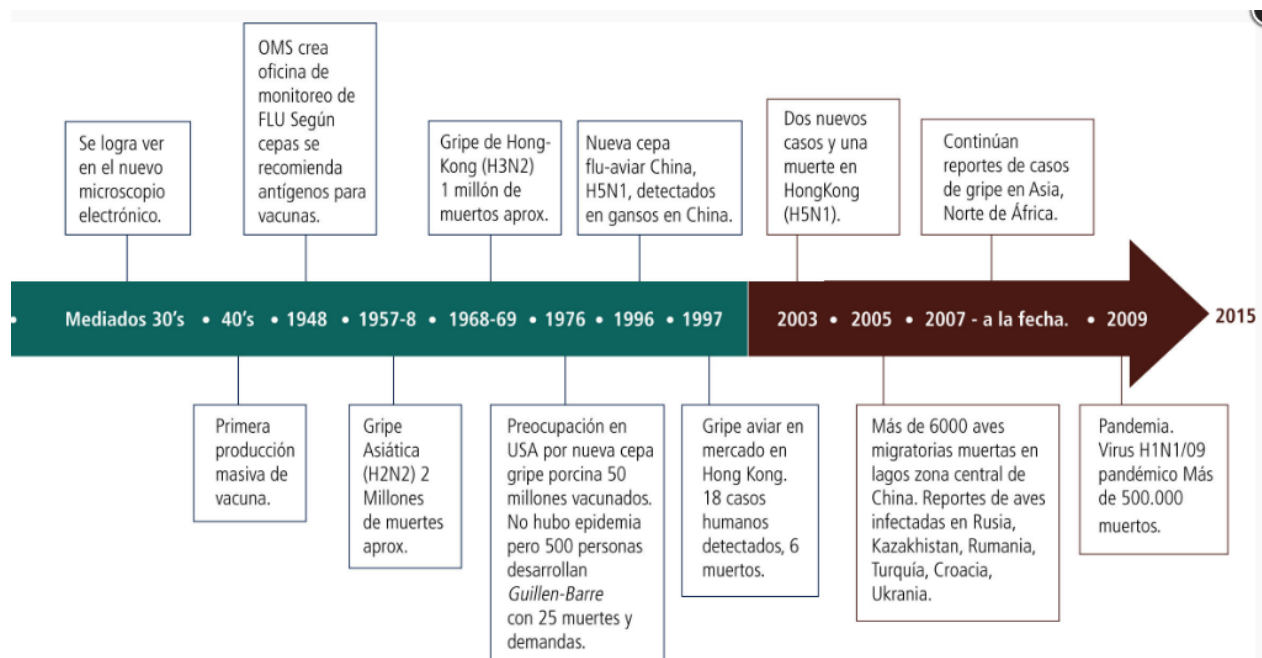 Se logra ver
en el nuevo
microscopio
electrónico.
OMS crea
oficina de
monitoreo de
FLU Según
cepas se
recomienda
antígenos para
vacunas.
Gripe de Hong-
Kong (H3N2)
1 millón de
muertos aprox.
Nueva cepa
flu-aviar China,
H5N1, detectados
en gansos en China.
Dos nuevos
casos y una
muerte en
HongKong
(H5N1).
Continúan
reportes de casos
de gripe en Asia,
Norte de África.
• Mediados 30's • 40's • 1948 • 1957-8 • 1968-69 • 1976 • 1996 • 1997 2003 • 2005 • 2007 - a la fecha. • 2009 2015
Primera
producción
masiva de
vacuna.
Gripe
Asiática
(H2N2) 2
Millones
de muertes
aprox.
Preocupación en
USA por nueva cepa
gripe porcina 50
millones vacunados.
No hubo epidemia
pero 500 personas
desarrollan
Guillen-Barre
con 25 muertes y
demandas.
Gripe aviar en
mercado en
Hong Kong.
18 casos
humanos
detectados, 6
muertos.
Más de 6000 aves
migratorias muertas en
lagos zona central de
China. Reportes de aves
infectadas en Rusia,
Kazakhistan, Rumania,
Turquía, Croacia,
Ukrania.
Pandemia.
Virus H1N1/09
pandémico Más
de 500.000
muertos.